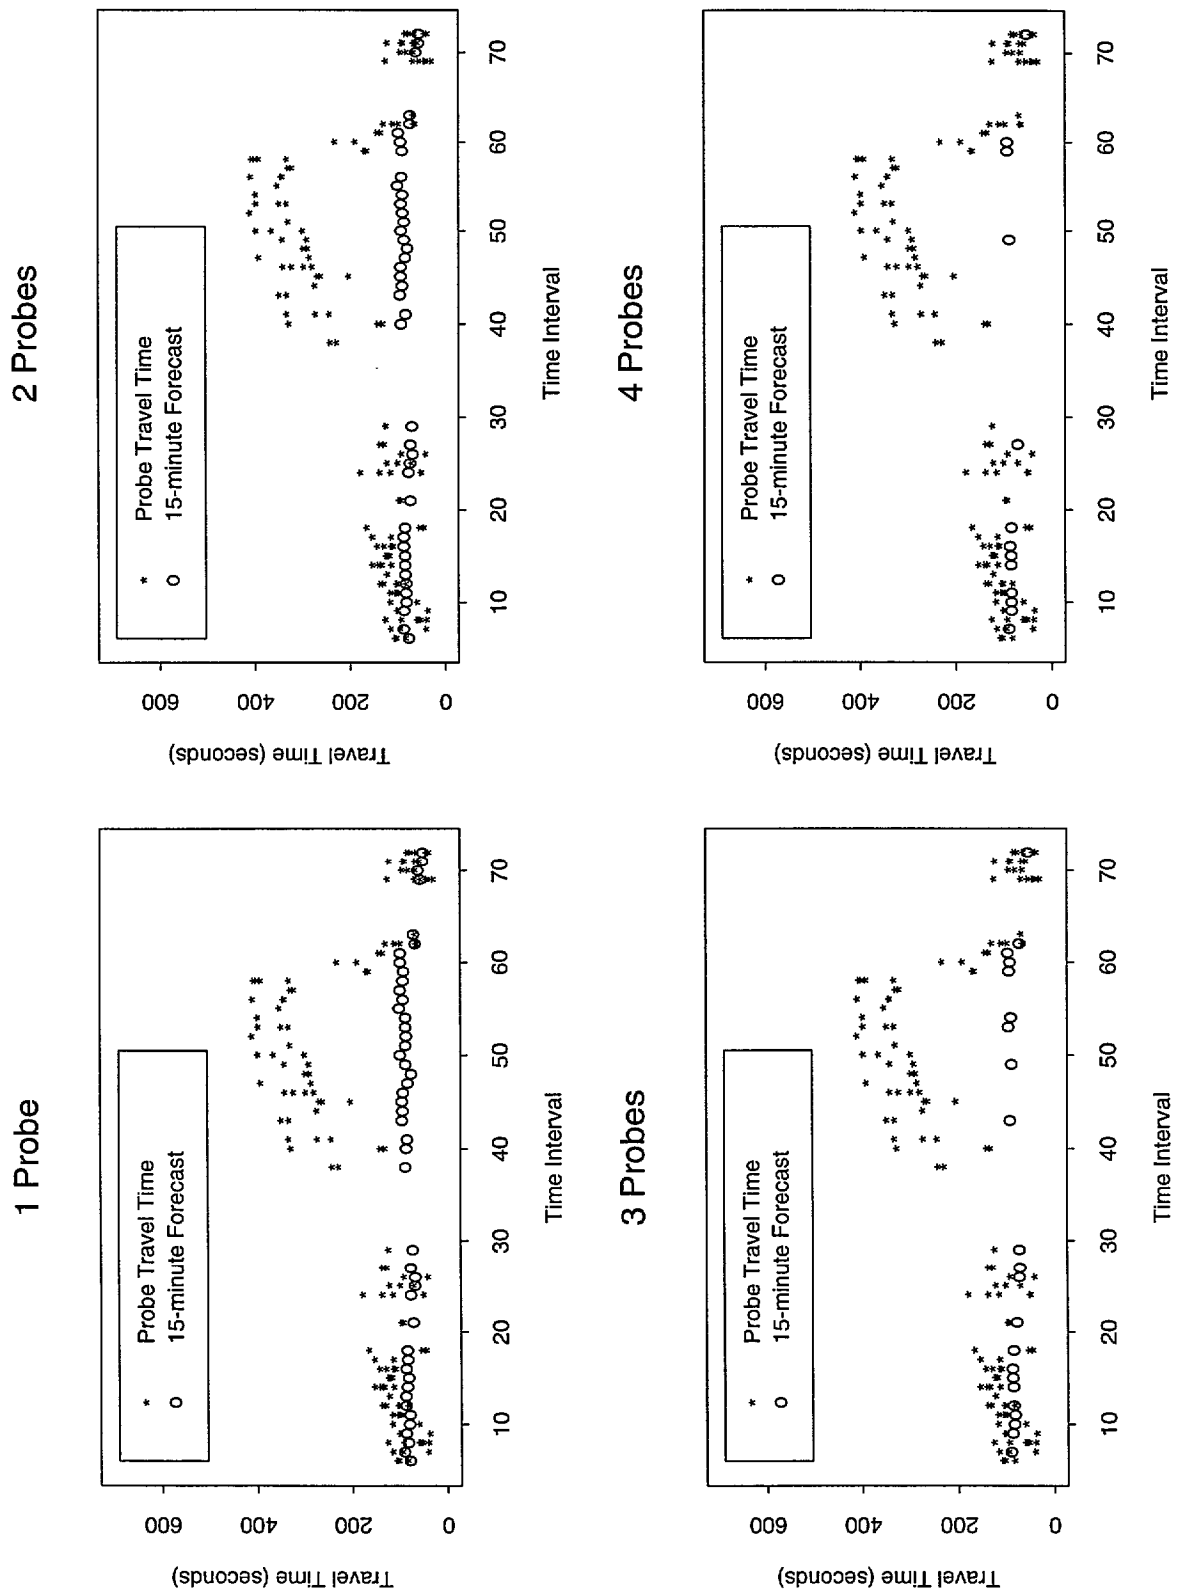 1 Probe
Travel Time (seconds)
600
400
200
0
* Probe Travel Time
o 15-minute Forecast
10 20 30 40 50 60 70
Time Interval
2 Probes
Travel Time (seconds)
600
400
200
0
* Probe Travel Time
o 15-minute Forecast
10 20 30 40 50 60 70
Time Interval
3 Probes
Travel Time (seconds)
600
400
200
0
* Probe Travel Time
o 15-minute Forecast
10 20 30 40 50 60 70
Time Interval
4 Probes
Travel Time (seconds)
600
400
200
0
* Probe Travel Time
o 15-minute Forecast
10 20 30 40 50 60 70
Time Interval